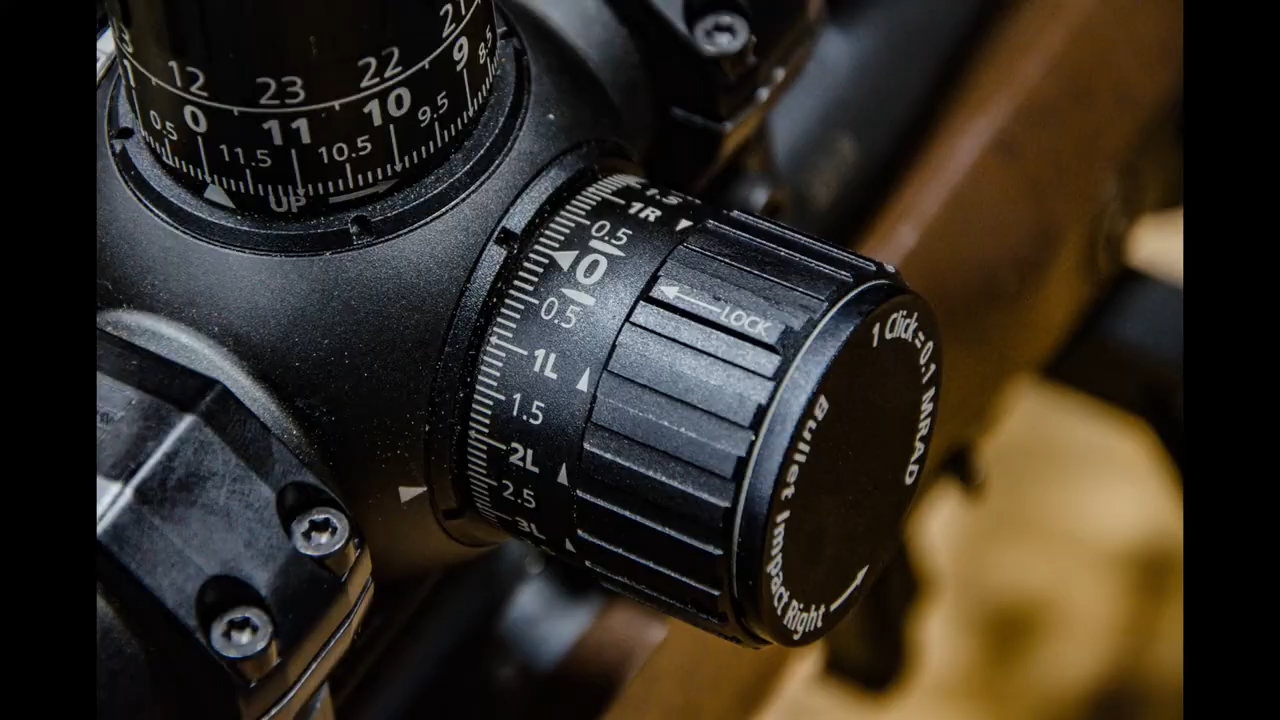 21
12 23 22 9 8.5
0.5 0 11 10 9.5
11.5 10.5
UP
1.5
1R
0.5
0
0.5
1L
1.5
2L
2.5
3L
LOCK
1 Click=0.1 MRAD
Bullet Impact Right